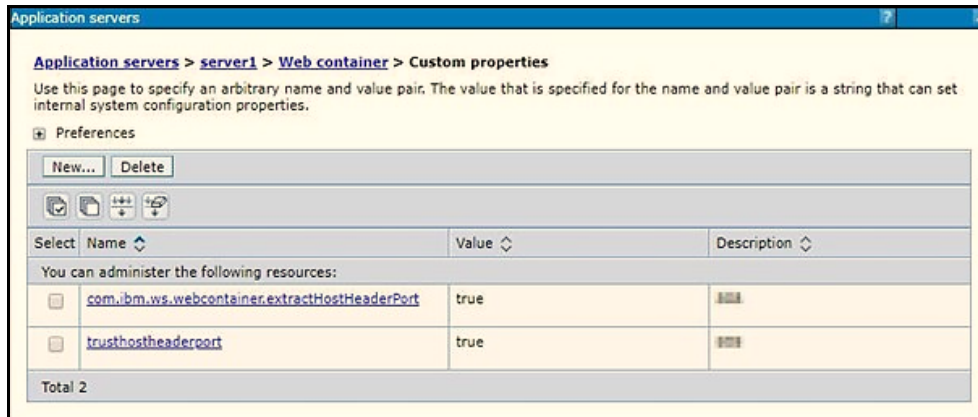 Application servers ?
Application servers > server1 > Web container > Custom properties
Use this page to specify an arbitrary name and value pair. The value that is specified for the name and value pair is a string that can set
internal system configuration properties.
Preferences
New... Delete
Select Name Value Description
You can administer the following resources:
com.ibm.ws.webcontainer.extractHostHeaderPort true
trusthostheaderport true
Total 2